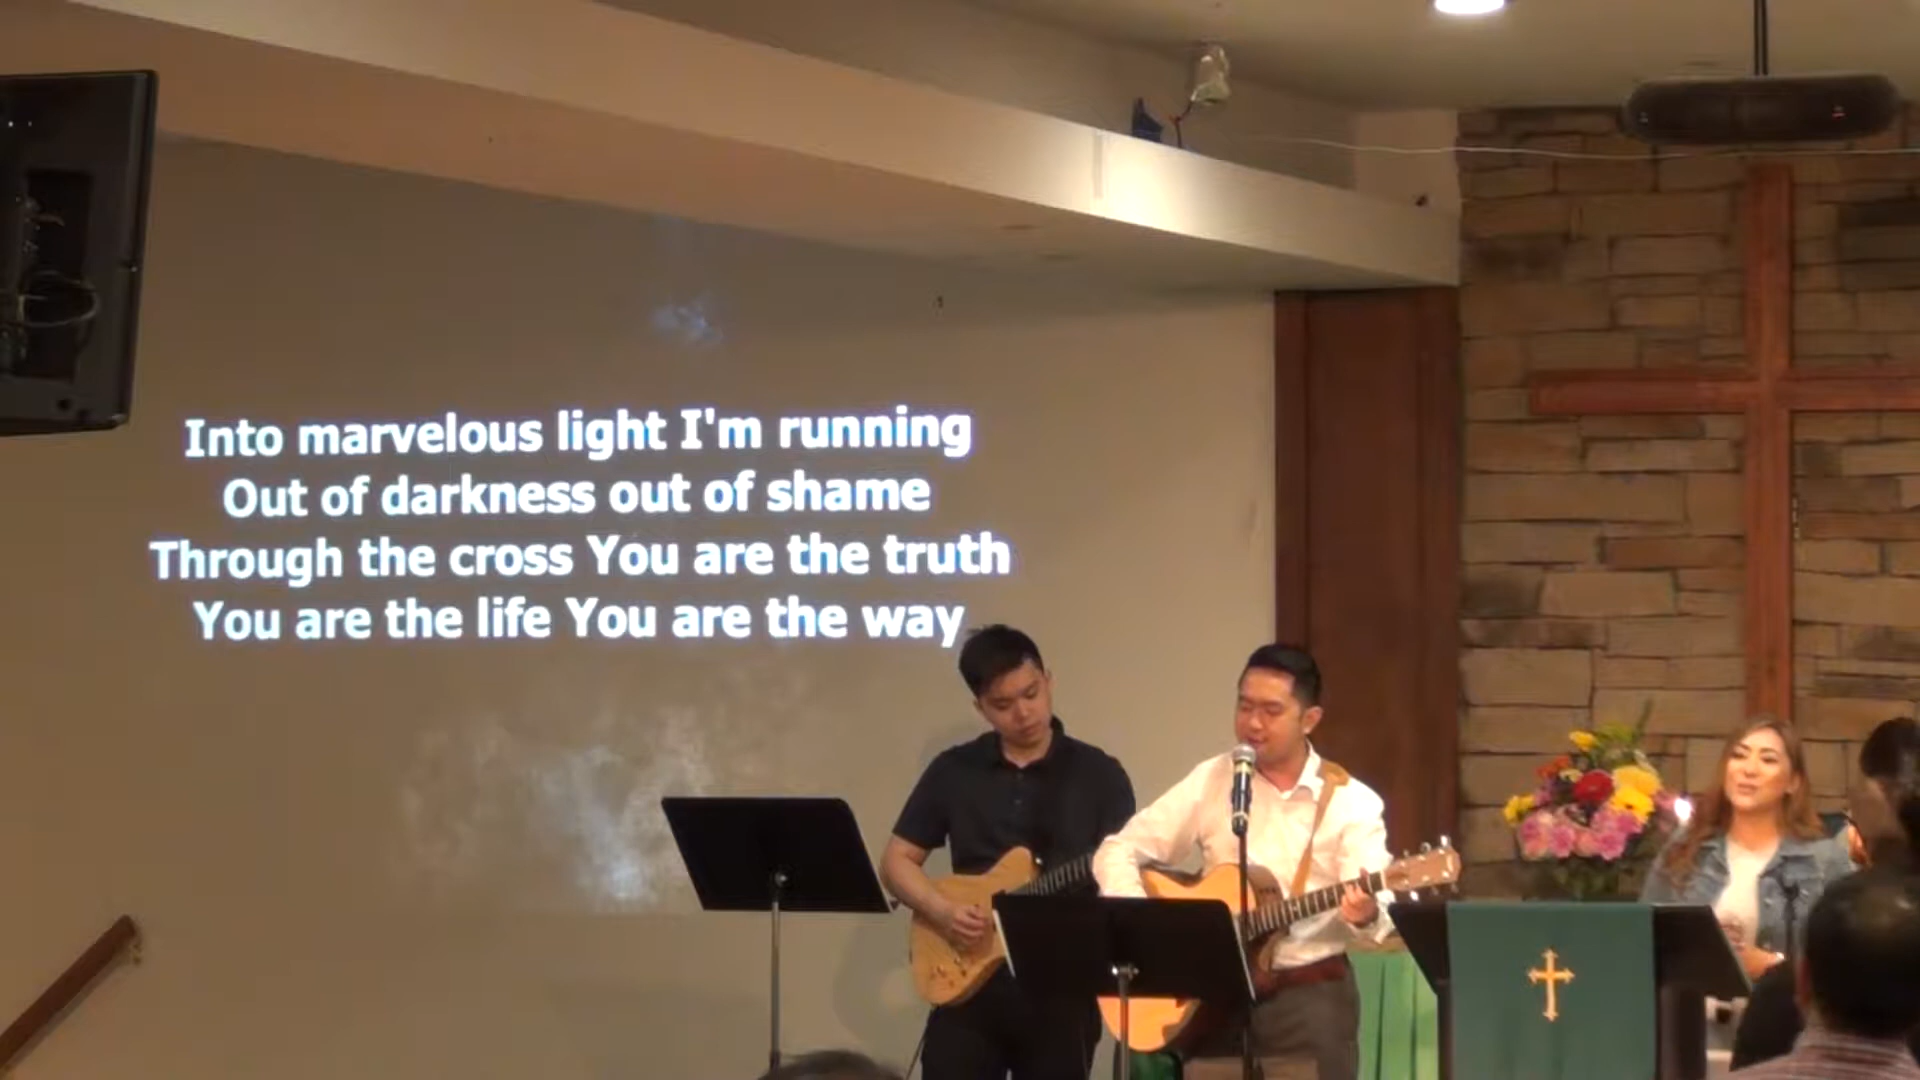 Into marvelous light I'm running
Out of darkness out of shame
Through the cross You are the truth
You are the life You are the way